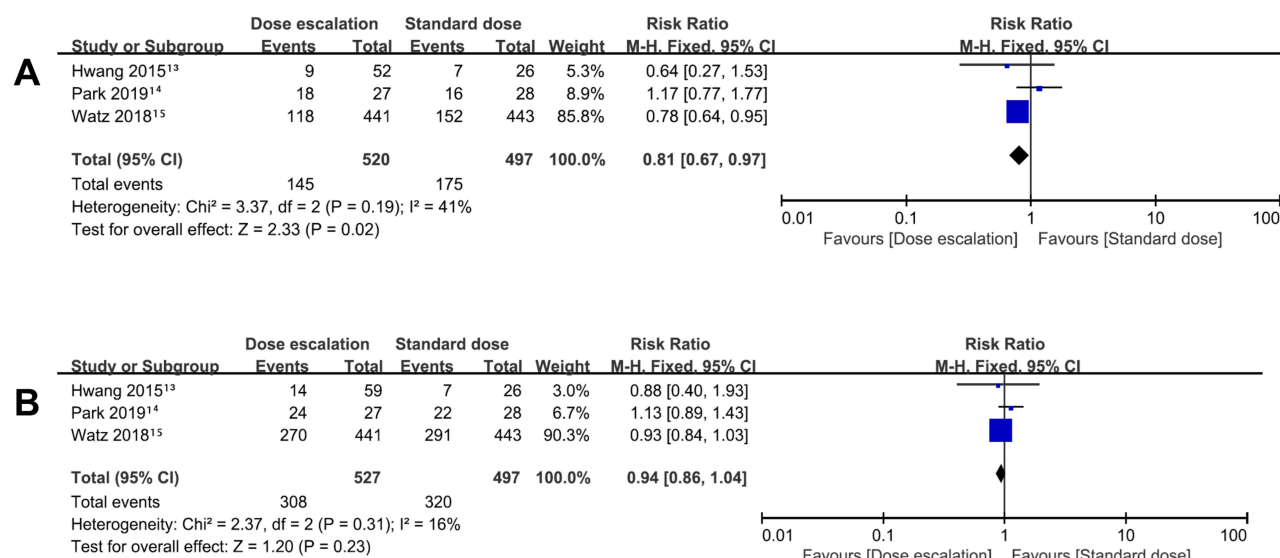 Dose escalation Standard dose Risk Ratio Risk Ratio
Study or Subgroup Events Total Events Total Weight M-H. Fixed. 95% CI M-H. Fixed. 95% CI
A
Hwang 2015¹³ 9 52 7 26 5.3% 0.64 [0.27, 1.53]
Park 2019¹⁴ 18 27 16 28 8.9% 1.17 [0.77, 1.77]
Watz 2018¹⁵ 118 441 152 443 85.8% 0.78 [0.64, 0.95]
Total (95% CI) 520 497 100.0% 0.81 [0.67, 0.97]
Total events 145 175
Heterogeneity: Chi² = 3.37, df = 2 (P = 0.19); I² = 41%
Test for overall effect: Z = 2.33 (P = 0.02)
0.01 0.1 1 10 100
Favours [Dose escalation] Favours [Standard dose]
Dose escalation Standard dose Risk Ratio Risk Ratio
Study or Subgroup Events Total Events Total Weight M-H. Fixed. 95% CI M-H. Fixed. 95% CI
B
Hwang 2015¹³ 14 59 7 26 3.0% 0.88 [0.40, 1.93]
Park 2019¹⁴ 24 27 22 28 6.7% 1.13 [0.89, 1.43]
Watz 2018¹⁵ 270 441 291 443 90.3% 0.93 [0.84, 1.03]
Total (95% CI) 527 497 100.0% 0.94 [0.86, 1.04]
Total events 308 320
Heterogeneity: Chi² = 2.37, df = 2 (P = 0.31); I² = 16%
Test for overall effect: Z = 1.20 (P = 0.23)
0.01 0.1 1 10 100
Favours [Dose escalation] Favours [Standard dose]